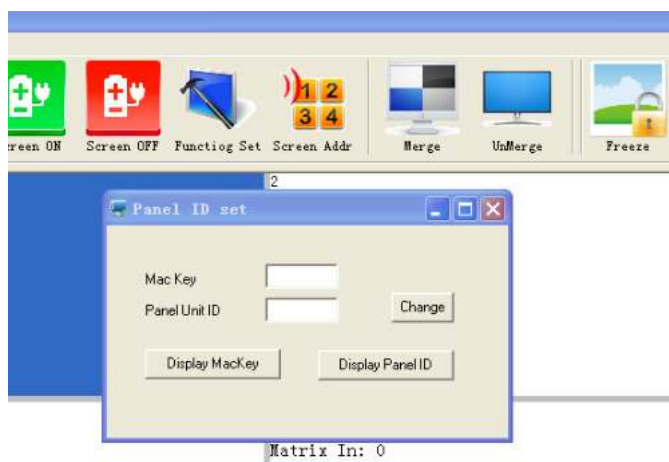 reen ON Screen OFF Functiog Set Screen Addr Merge UnMerge Freeze
1 2
3 4
2
Panel ID set
Mac Key
Panel Unit ID
Change
Display MacKey
Display Panel ID
Matrix In: 0